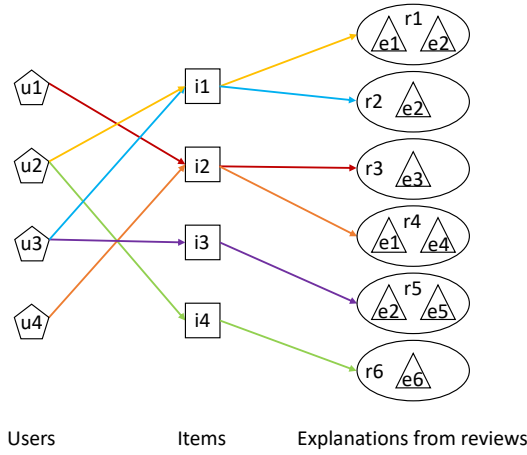 r1
e1 e2
u1 i1
r2 e2
u2 i2
r3 e3
r4
e1 e4
u3 i3
r5
e2 e5
u4 i4
r6 e6
Users Items Explanations from reviews